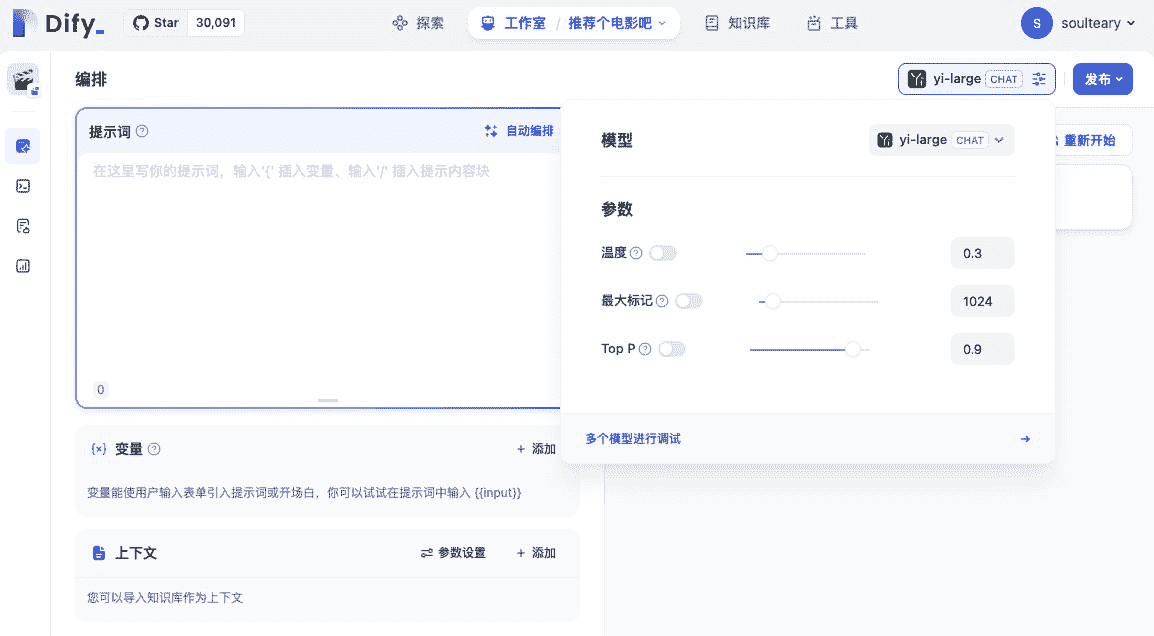 Dify_
Star 30,091
探索
工作室 / 推荐个电影吧
知识库
工具
S soulteary
编排
yi-large CHAT
发布
提示词
自动编排
在这里写你的提示词，输入'{' 插入变量、输入'/' 插入提示内容块
0
模型
yi-large CHAT
重新开始
参数
温度 0.3
最大标记 1024
Top P 0.9
多个模型进行调试
{x} 变量
+ 添加
变量能使用户输入表单引入提示词或开场白，你可以试试在提示词中输入 {{input}}
上下文
参数设置
+ 添加
您可以导入知识库作为上下文